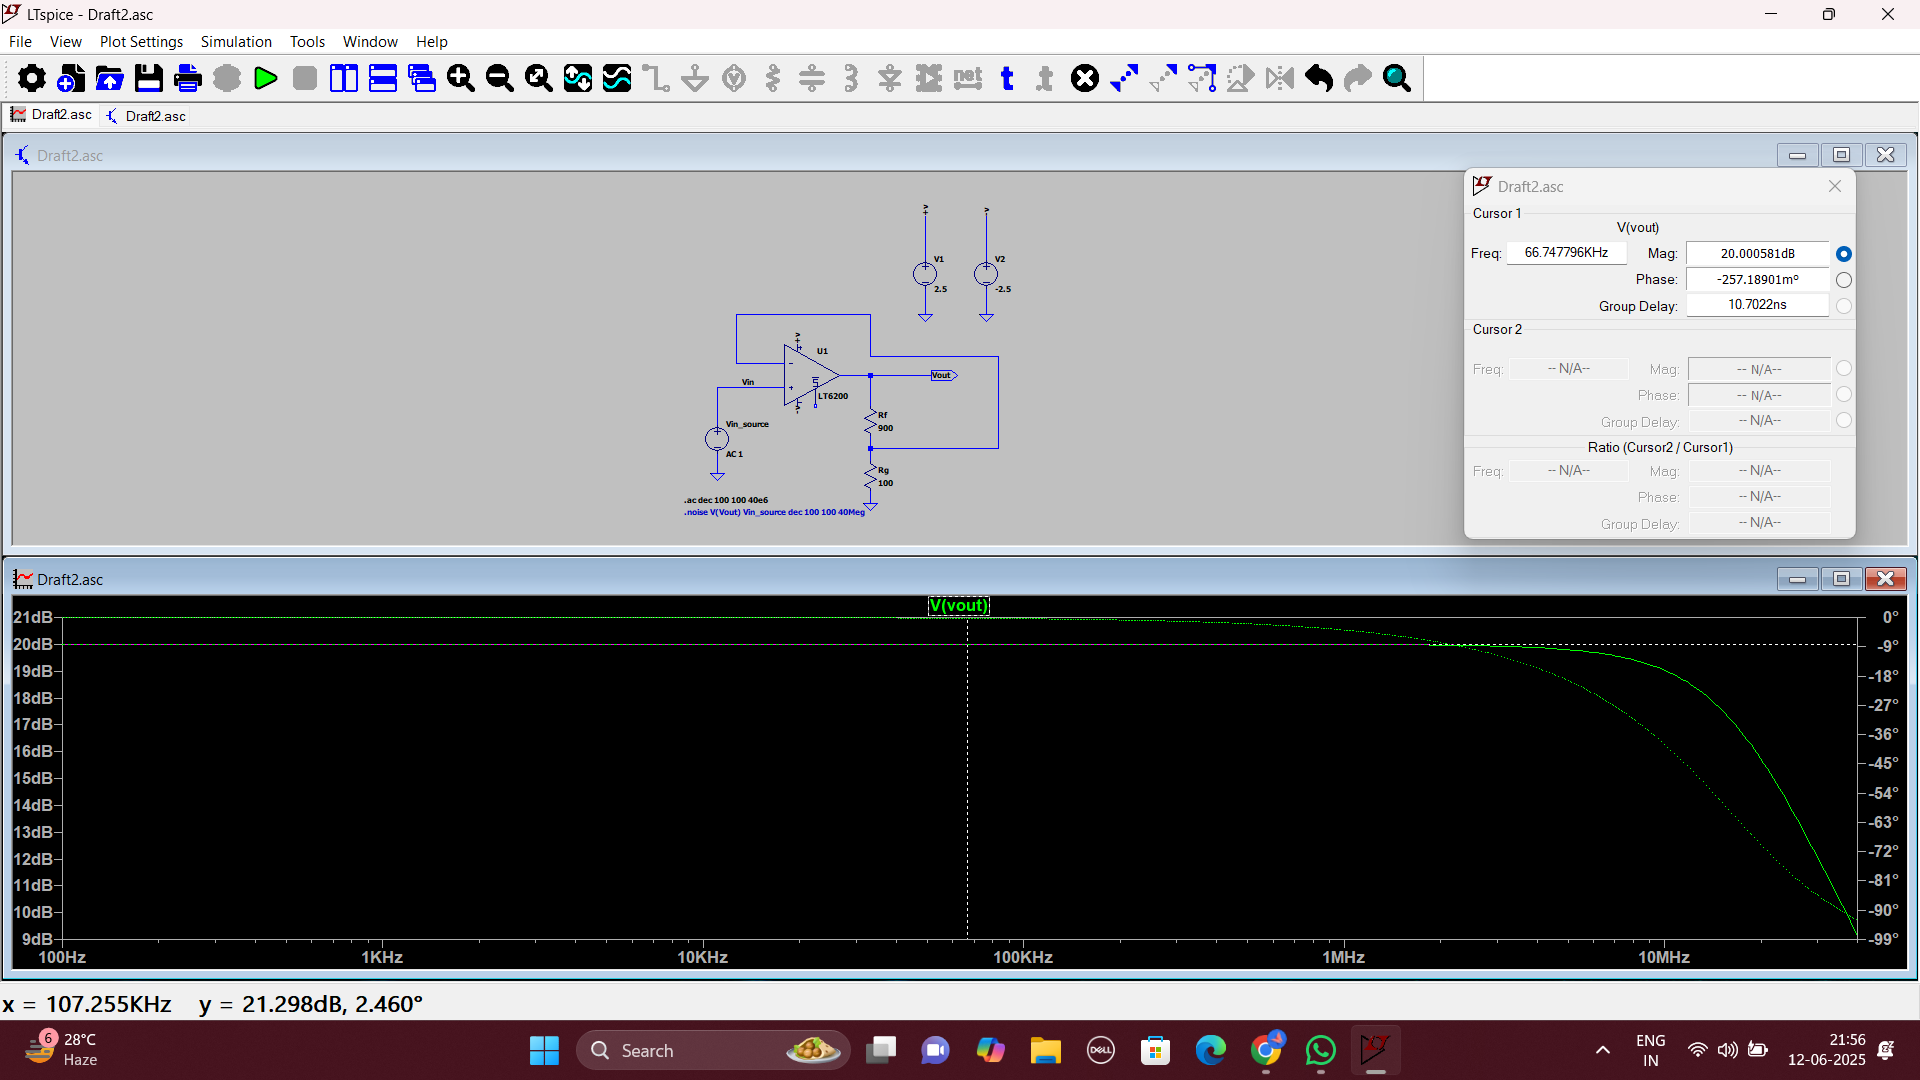 LTspice - Draft2.asc
File View Plot Settings Simulation Tools Window Help
net t .t
Draft2.asc Draft2.asc
Draft2.asc
V1
2.5
V2
-2.5
U1
Vin
LT6200
Vout
Vin_source
AC 1
Rf
900
Rg
100
.ac dec 100 100 40e6
.noise V(Vout) Vin_source dec 100 100 40Meg
Draft2.asc
Cursor 1
V(vout)
Freq: 66.747796KHz Mag: 20.000581dB
Phase: -257.18901m°
Group Delay: 10.7022ns
Cursor 2
Freq: -- N/A-- Mag: -- N/A--
Phase: -- N/A--
Group Delay: -- N/A--
Ratio (Cursor2 / Cursor1)
Freq: -- N/A-- Mag: -- N/A--
Phase: -- N/A--
Group Delay: -- N/A--
Draft2.asc
V(vout)
21dB 0°
20dB -9°
19dB -18°
18dB -27°
17dB -36°
16dB -45°
15dB -54°
14dB -63°
13dB -72°
12dB -81°
11dB -90°
10dB -99°
9dB
100Hz 1KHz 10KHz 100KHz 1MHz 10MHz
x = 107.255KHz y = 21.298dB, 2.460°
6 28°C
Haze
Search
DELL
ENG
IN
21:56
12-06-2025